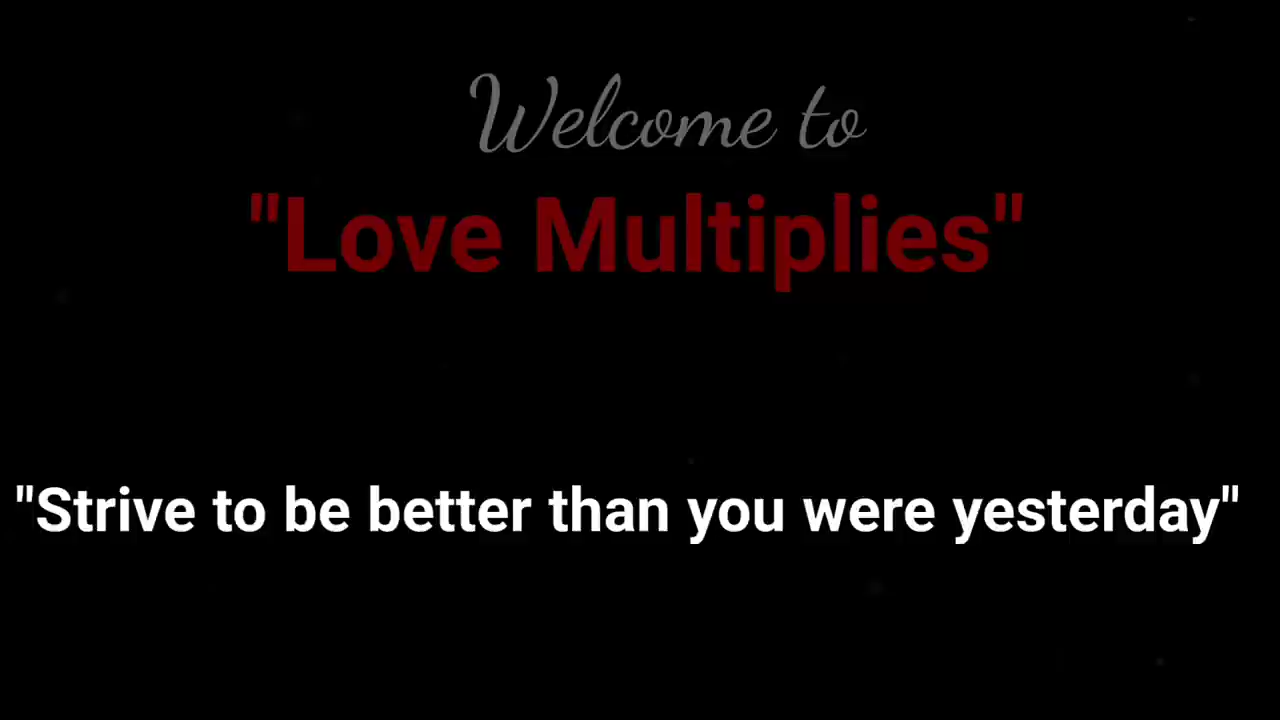 Welcome to
"Love Multiplies"
"Strive to be better than you were yesterday"